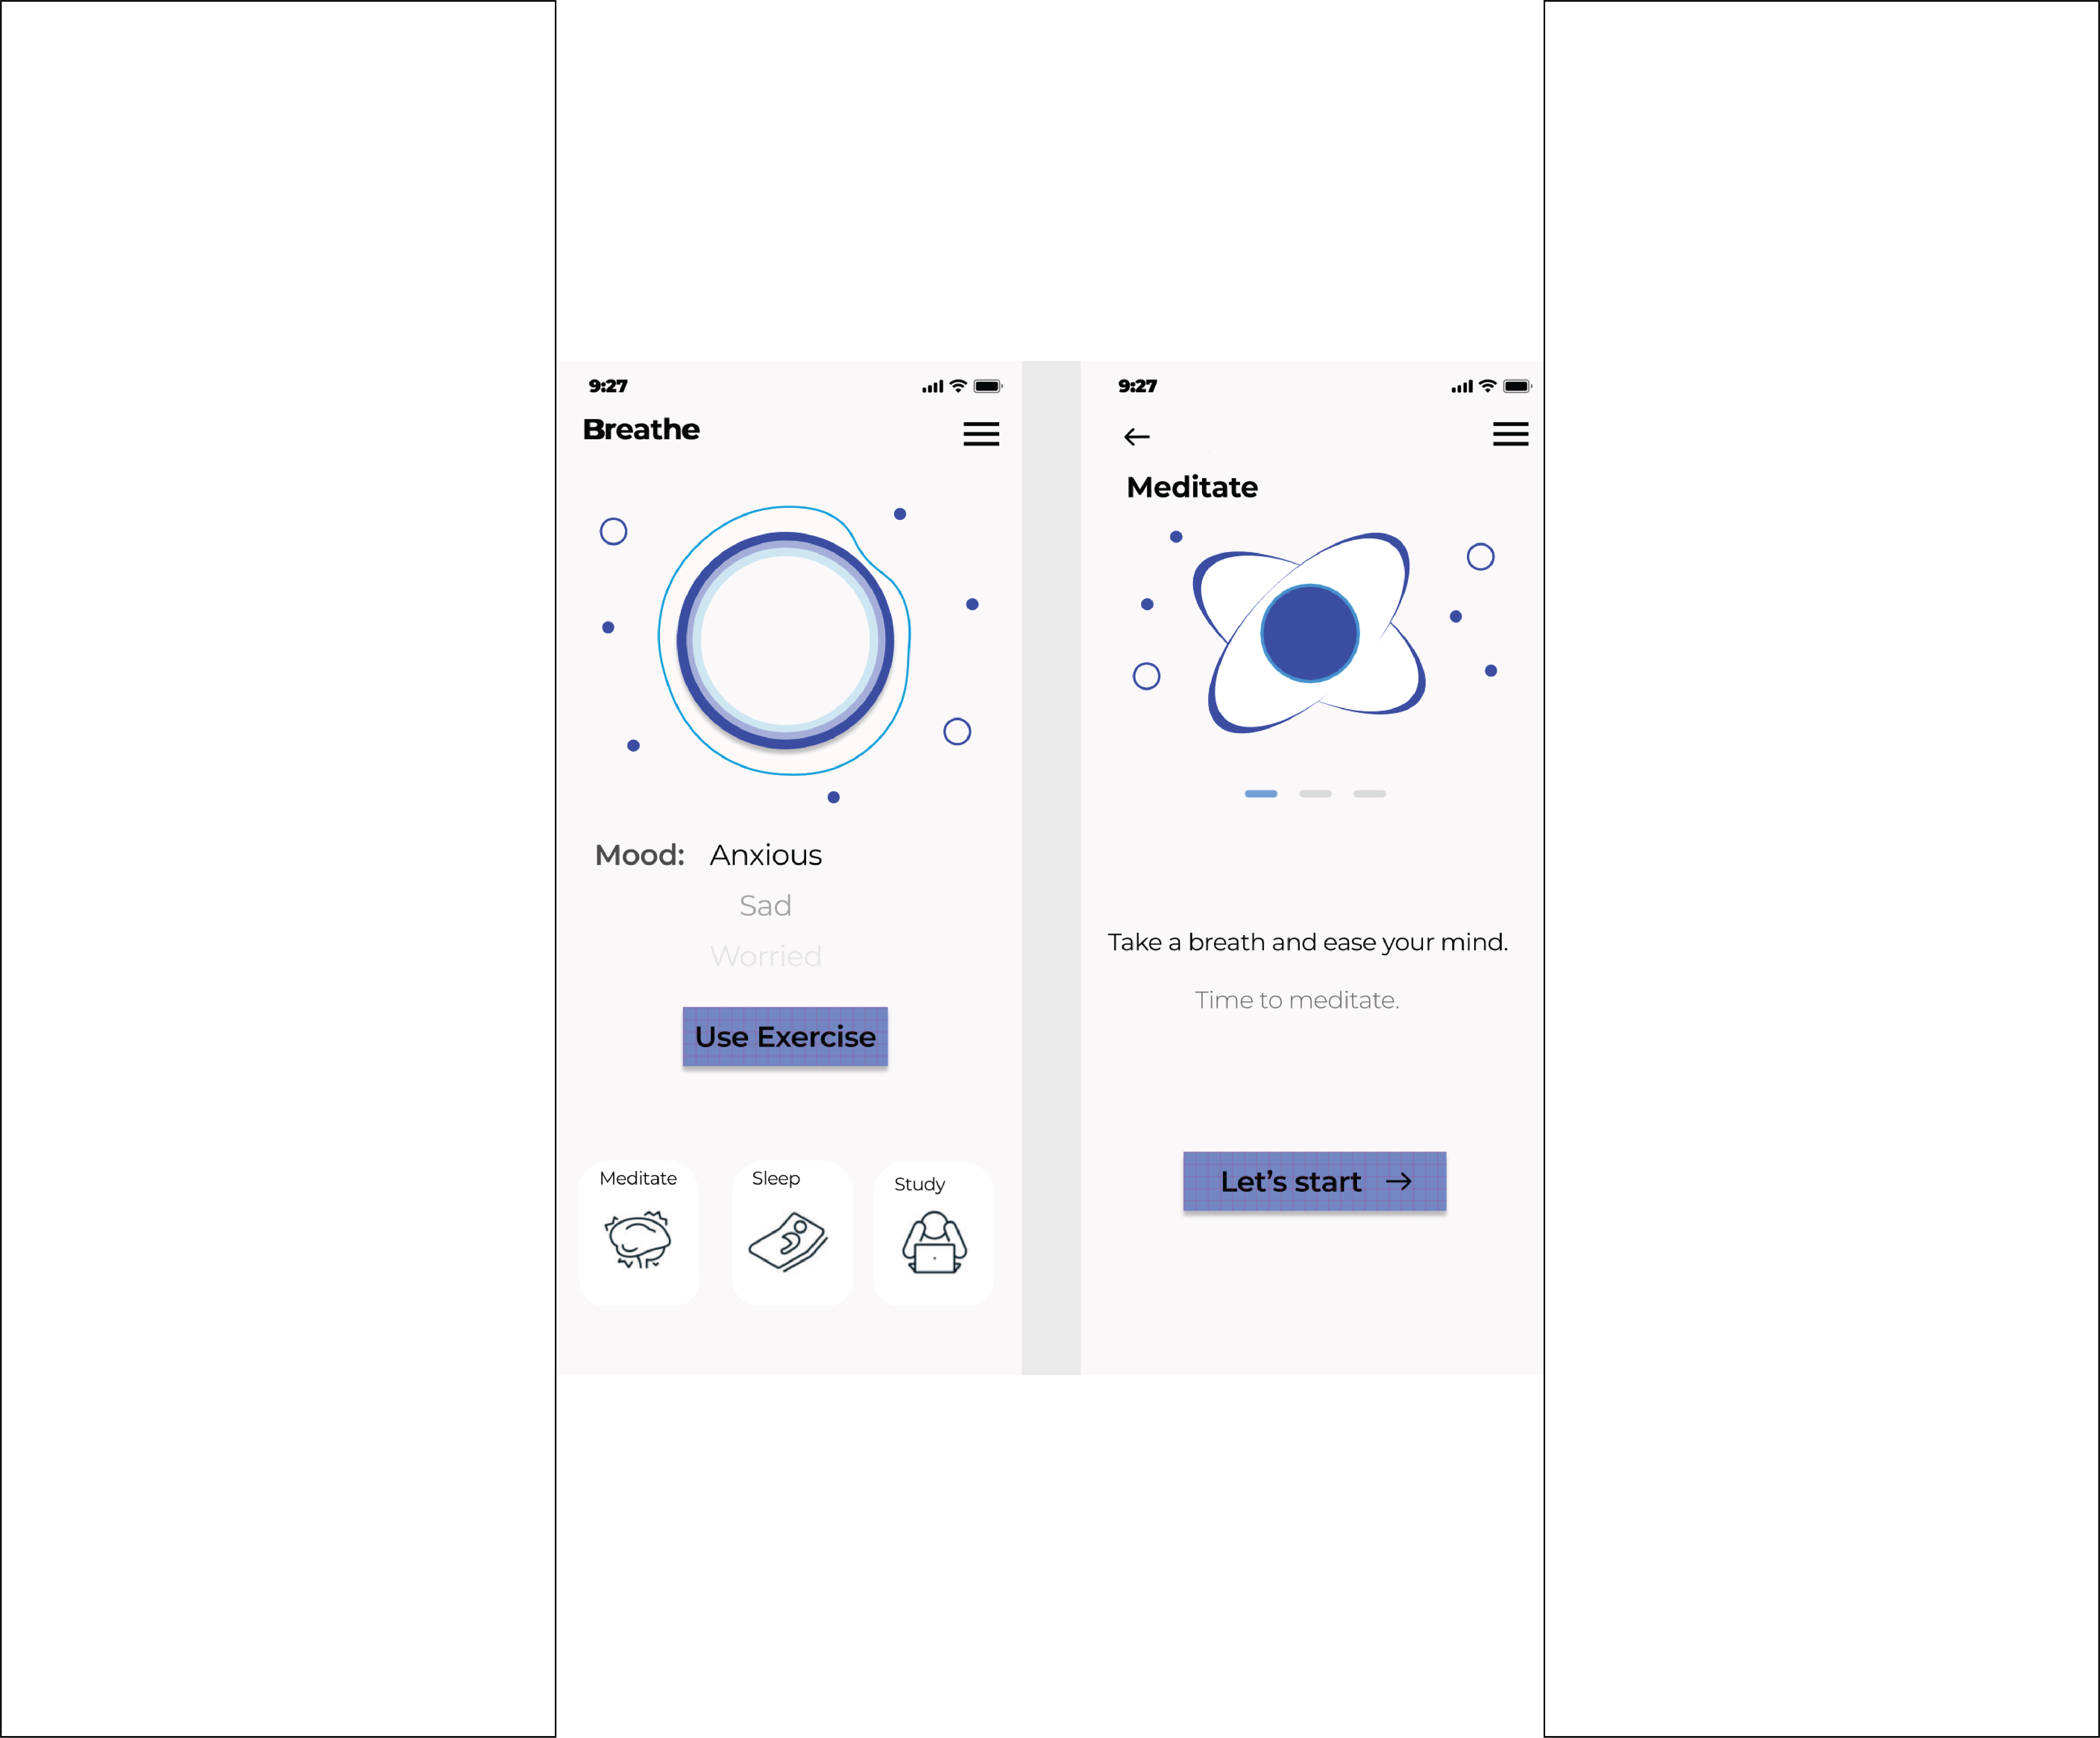 9:27
Breathe
Mood: Anxious
Sad
Worried
Use Exercise
Meditate
Sleep
Study
9:27
Meditate
Take a breath and ease your mind.
Time to meditate.
Let’s start